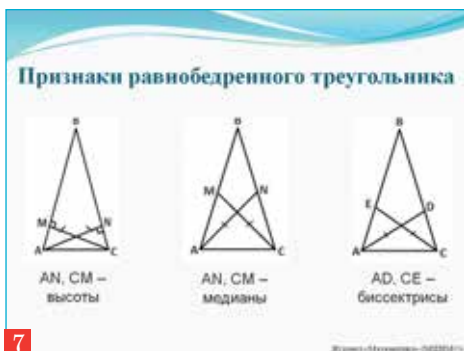 Признаки равнобедренного треугольника
B
M
N
A
C
AN, CM –
высоты
B
M
N
A
C
AN, CM –
медианы
B
E
D
A
C
AD, CE –
биссектрисы
7